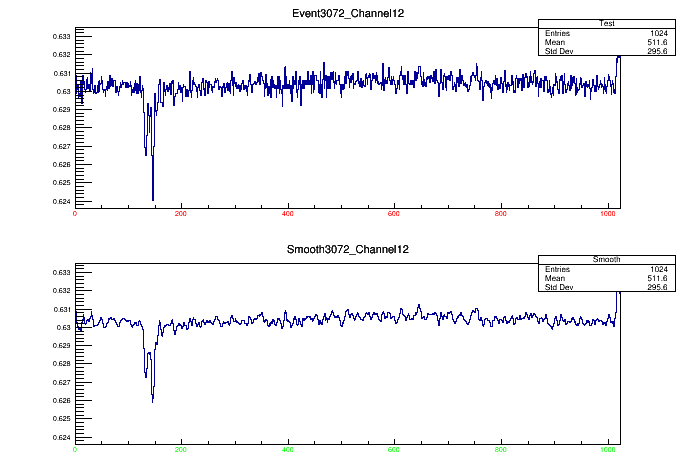 Event3072_Channel12
Test
Entries 1024
Mean 511.6
Std Dev 295.6
0.633
0.632
0.631
0.63
0.629
0.628
0.627
0.626
0.625
0.624
0 200 400 600 800 1000
Smooth3072_Channel12
Smooth
Entries 1024
Mean 511.6
Std Dev 295.6
0.633
0.632
0.631
0.63
0.629
0.628
0.627
0.626
0.625
0.624
0 200 400 600 800 1000